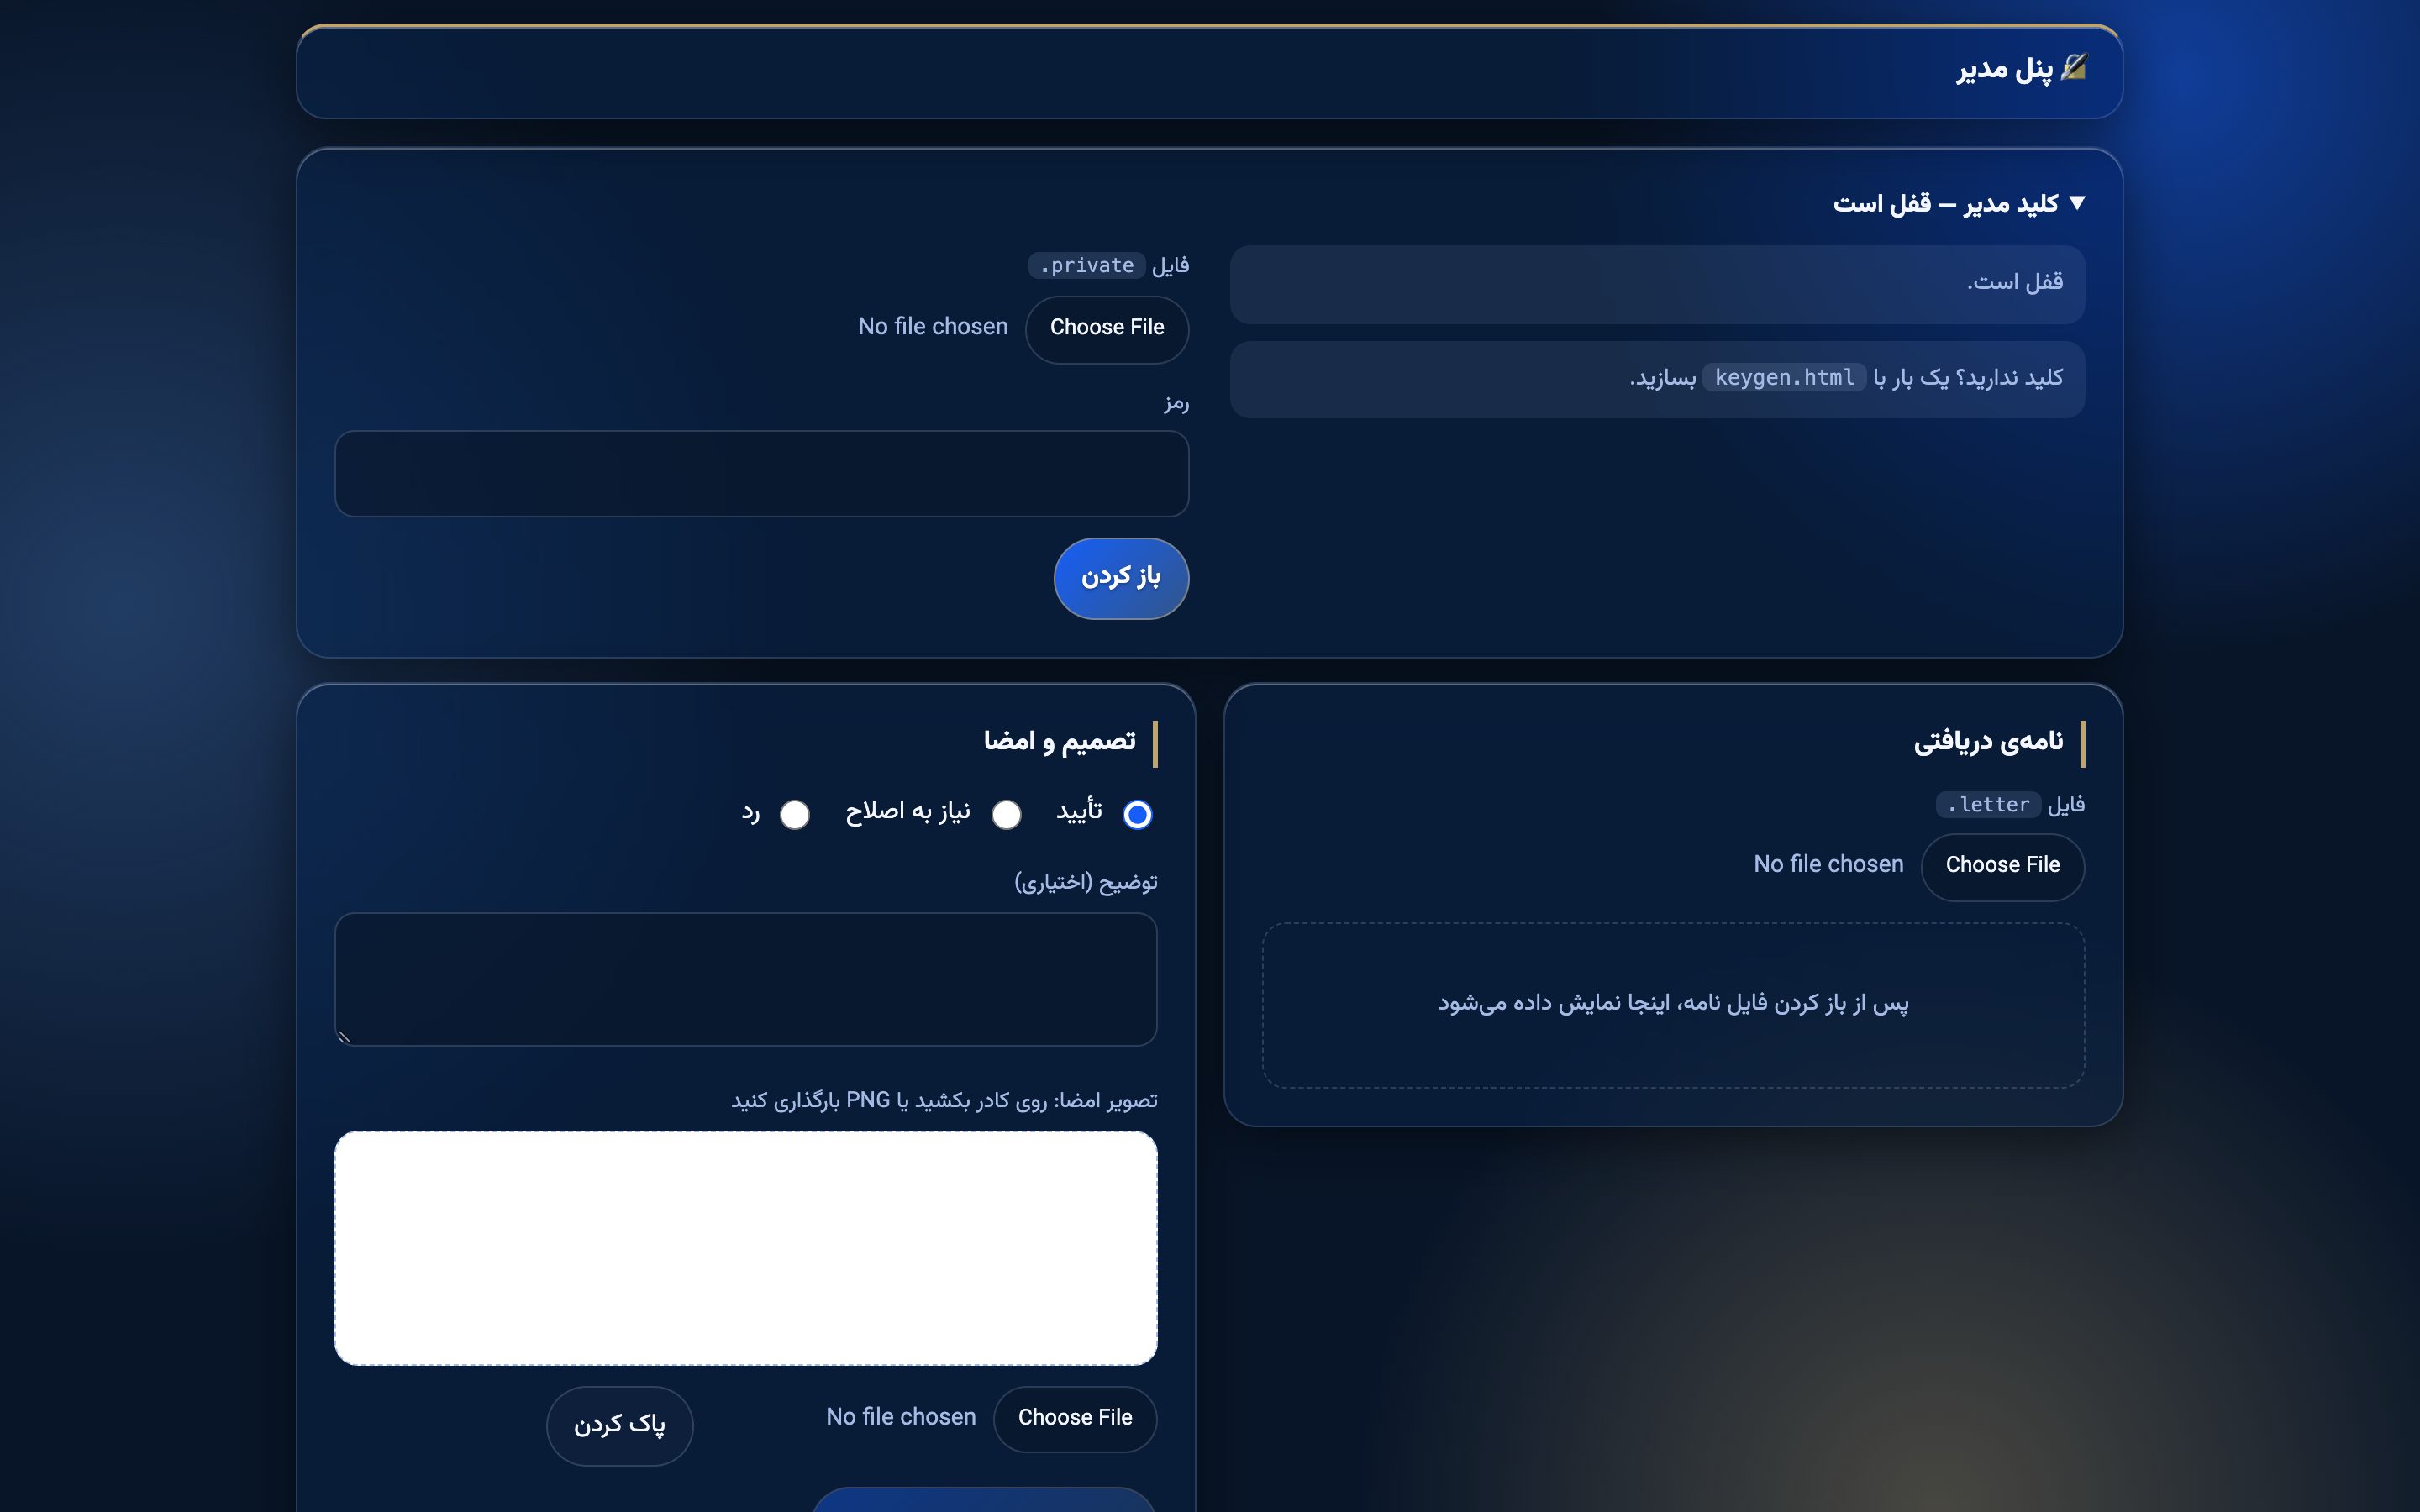 پنل مدیر
▼ کلید مدیر – قفل است
قفل است.
کلید ندارید؟ یک بار با keygen.html بسازید.
فایل .private
Choose File No file chosen
رمز
باز کردن
نامه‌ی دریافتی
فایل .letter
Choose File No file chosen
پس از باز کردن فایل نامه، اینجا نمایش داده می‌شود
تصمیم و امضا
تأیید نیاز به اصلاح رد
توضیح (اختیاری)
تصویر امضا: روی کادر بکشید یا PNG بارگذاری کنید
Choose File No file chosen پاک کردن